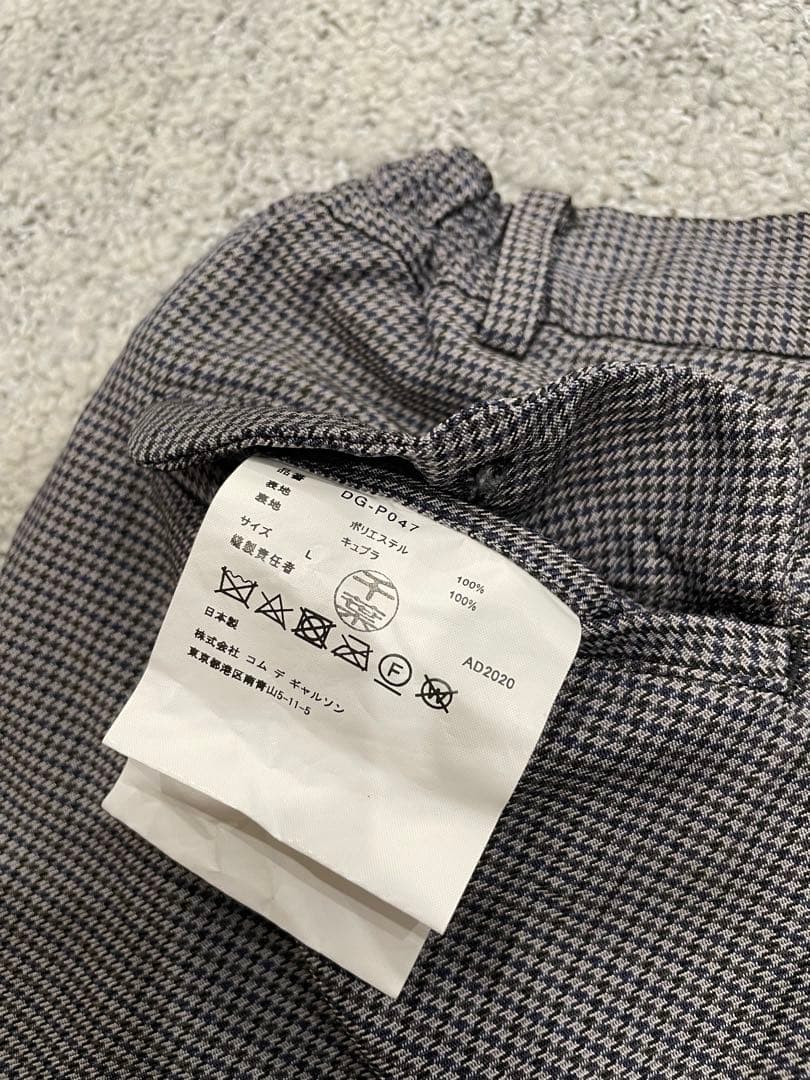 品番 DG-P047
表地 ポリエステル 100%
裏地 キュプラ 100%
サイズ L
縫製責任者 千葉
F W
日本製 AD2020
株式会社 コム デ ギャルソン
東京都港区南青山5-11-5